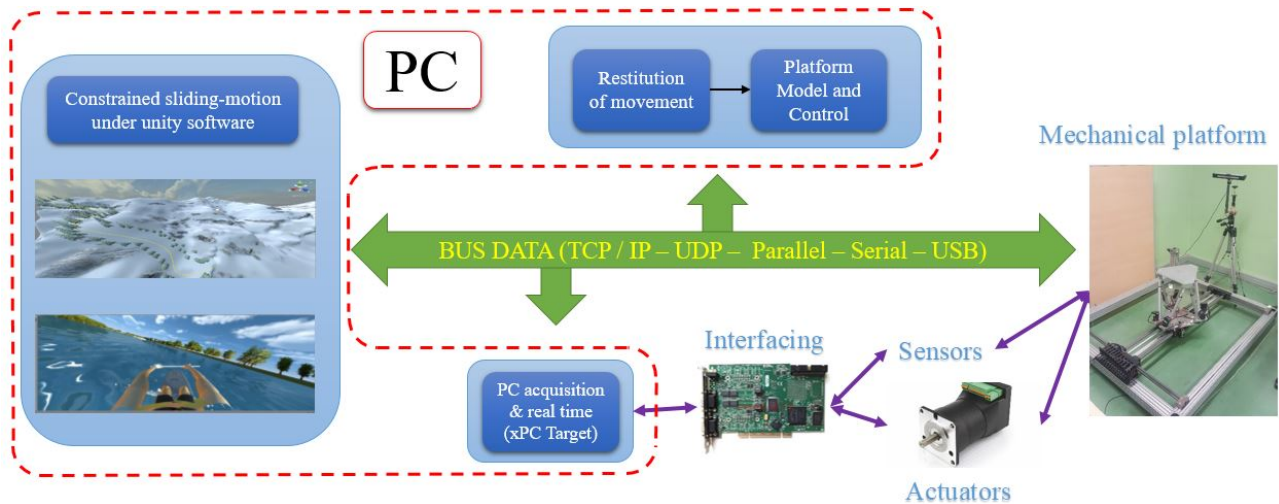 PC
Constrained sliding-motion
under unity software
Restitution
of movement
Platform
Model and
Control
Mechanical platform
BUS DATA (TCP / IP – UDP – Parallel – Serial – USB)
PC acquisition
& real time
(xPC Target)
Interfacing
Sensors
Actuators